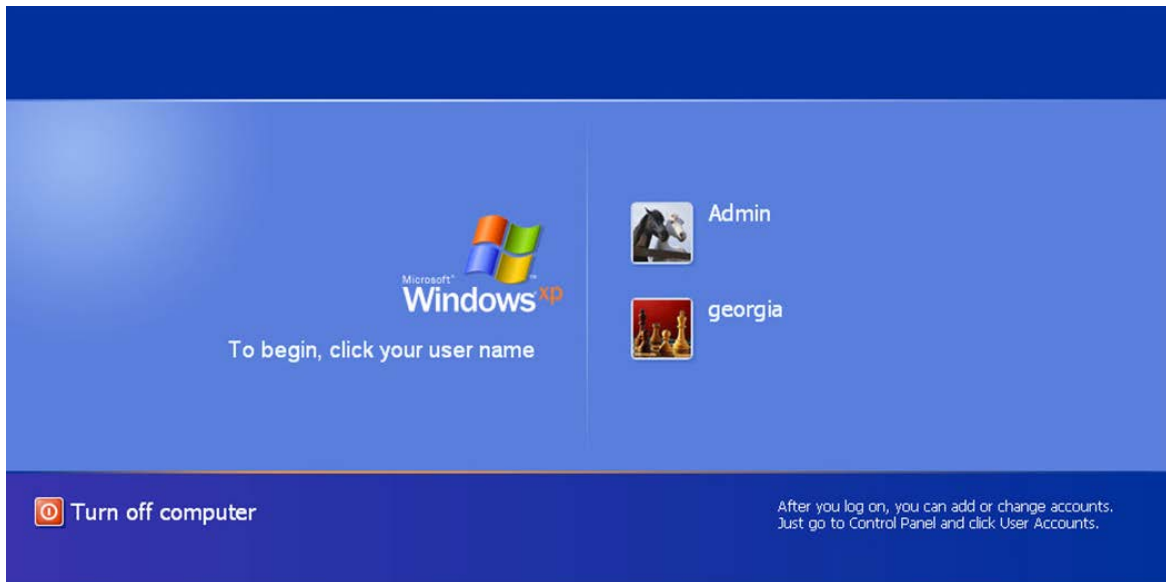 Microsoft®
Windows xp™
To begin, click your user name
Admin
georgia
Turn off computer
After you log on, you can add or change accounts.
Just go to Control Panel and click User Accounts.